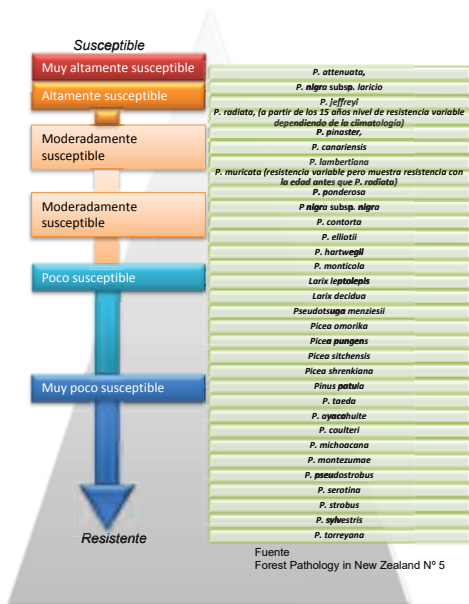 Susceptible
Muy altamente susceptible
Altamente susceptible
Moderadamente
susceptible
Moderadamente
susceptible
Poco susceptible
Muy poco susceptible
Resistente
P. attenuata,
P. nigra subsp. laricio
P. jeffreyi
P. radiata, (a partir de los 15 años nivel de resistencia variable
dependiendo de la climatología)
P. pinaster,
P. canariensis
P. lambertiana
P. muricata (resistencia variable pero muestra resistencia con
la edad antes que P. radiata)
P. ponderosa
P nigra subsp. nigra
P. contorta
P. elliotii
P. hartwegii
P. monticola
Larix leptolepis
Larix decidua
Pseudotsuga menziesii
Picea omorika
Picea pungens
Picea sitchensis
Picea shrenkiana
Pinus patula
P. taeda
P. ayacahuite
P. coulteri
P. michoacana
P. montezumae
P. pseudostrobus
P. serotina
P. strobus
P. sylvestris
P. torreyana
Fuente
Forest Pathology in New Zealand Nº 5